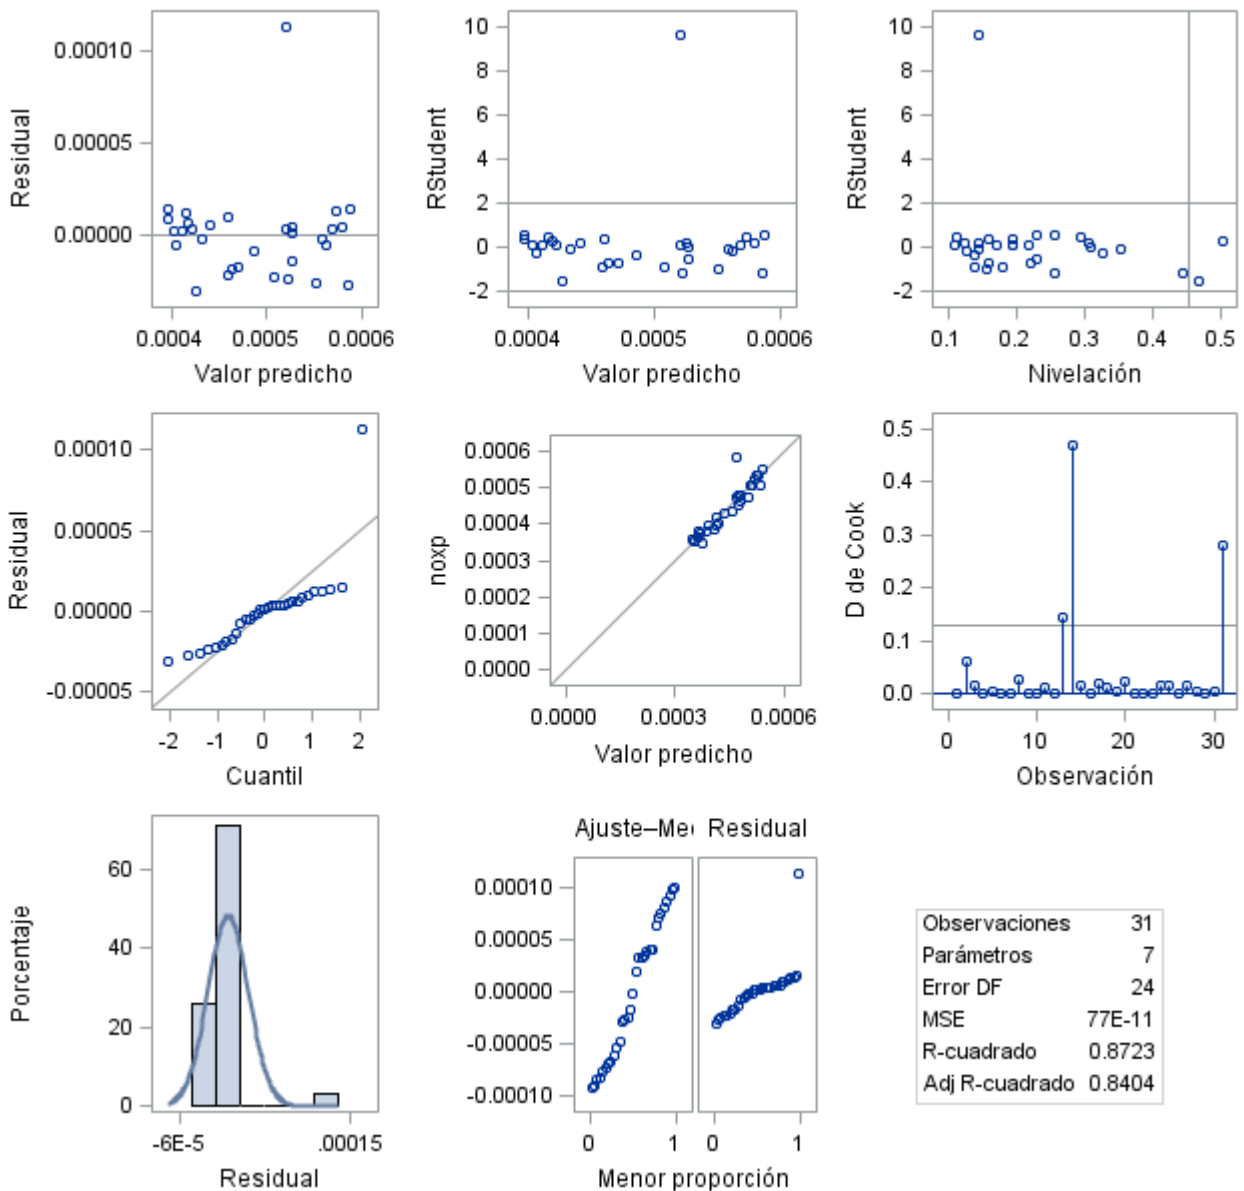 0.00010
0.00005
0.00000
Residual
0.0004 0.0005 0.0006
Valor predicho
10
8
6
4
2
0
-2
RStudent
0.0004 0.0005 0.0006
Valor predicho
10
8
6
4
2
0
-2
RStudent
0.1 0.2 0.3 0.4 0.5
Nivelación
0.00010
0.00005
0.00000
-0.00005
Residual
-2 -1 0 1 2
Cuantil
0.0006
0.0005
0.0004
0.0003
0.0002
0.0001
0.0000
noxp
0.0000 0.0003 0.0006
Valor predicho
0.5
0.4
0.3
0.2
0.1
0.0
D de Cook
0 10 20 30
Observación
60
40
20
0
Porcentaje
-6E-5 .00015
Residual
Ajuste–Me Residual
0.00010
0.00005
0.00000
-0.00005
-0.00010
0 1 0 1
Menor proporción
Observaciones 31
Parámetros 7
Error DF 24
MSE 77E-11
R-cuadrado 0.8723
Adj R-cuadrado 0.8404